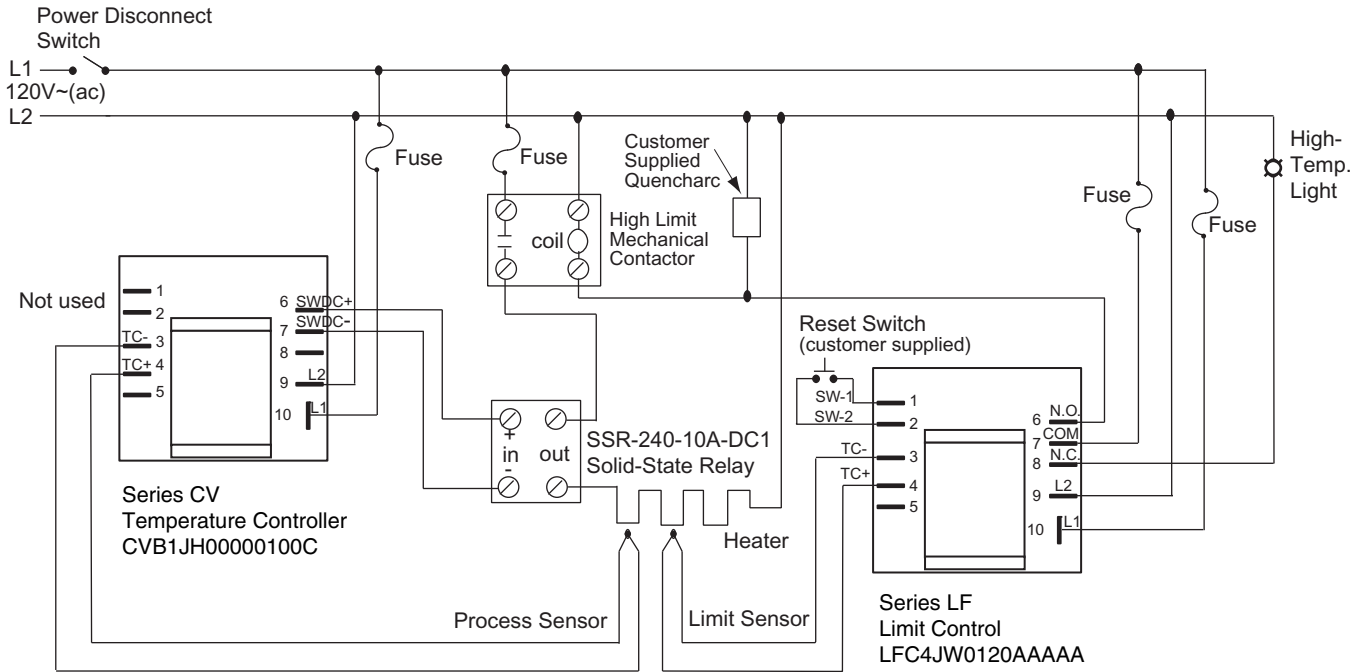 Power Disconnect
Switch
L1
120V~(ac)
L2
Fuse
Fuse
Customer
Supplied
Quencharc
High-
Temp.
Light
Fuse
Fuse
coil
High Limit
Mechanical
Contactor
Not used
1
2
TC- 3
TC+ 4
5
6 SWDC+
7 SWDC-
8
9 L2
10 L1
Reset Switch
(customer supplied)
SW-1 1
SW-2 2
TC- 3
TC+ 4
5
6 N.O.
7 COM
8 N.C.
9 L2
10 L1
+
in out
-
SSR-240-10A-DC1
Solid-State Relay
Heater
Series CV
Temperature Controller
CVB1JH00000100C
Process Sensor
Limit Sensor
Series LF
Limit Control
LFC4JW0120AAAAA